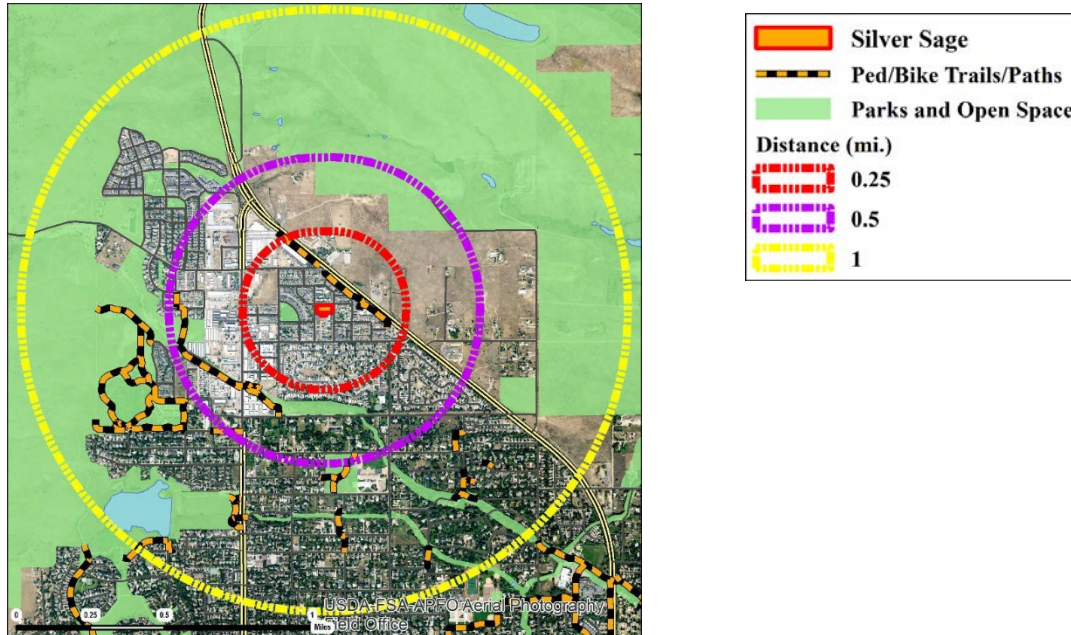 Silver Sage
Ped/Bike Trails/Paths
Parks and Open Space
Distance (mi.)
0.25
0.5
1
0 0.25 0.5 1
Miles
USDA-FSA-APFO Aerial Photography
Field Office